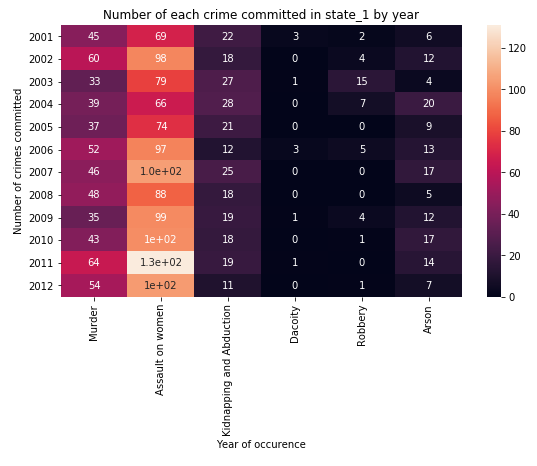 Number of each crime committed in state_1 by year
Number of crimes committed
2001 45 69 22 3 2 6
2002 60 98 18 0 4 12
2003 33 79 27 1 15 4
2004 39 66 28 0 7 20
2005 37 74 21 0 0 9
2006 52 97 12 3 5 13
2007 46 1.0e+02 25 0 0 17
2008 48 88 18 0 0 5
2009 35 99 19 1 4 12
2010 43 1e+02 18 0 1 17
2011 64 1.3e+02 19 1 0 14
2012 54 1e+02 11 0 1 7
Murder
Assault on women
Kidnapping and Abduction
Dacoity
Robbery
Arson
Year of occurence
120
100
80
60
40
20
0